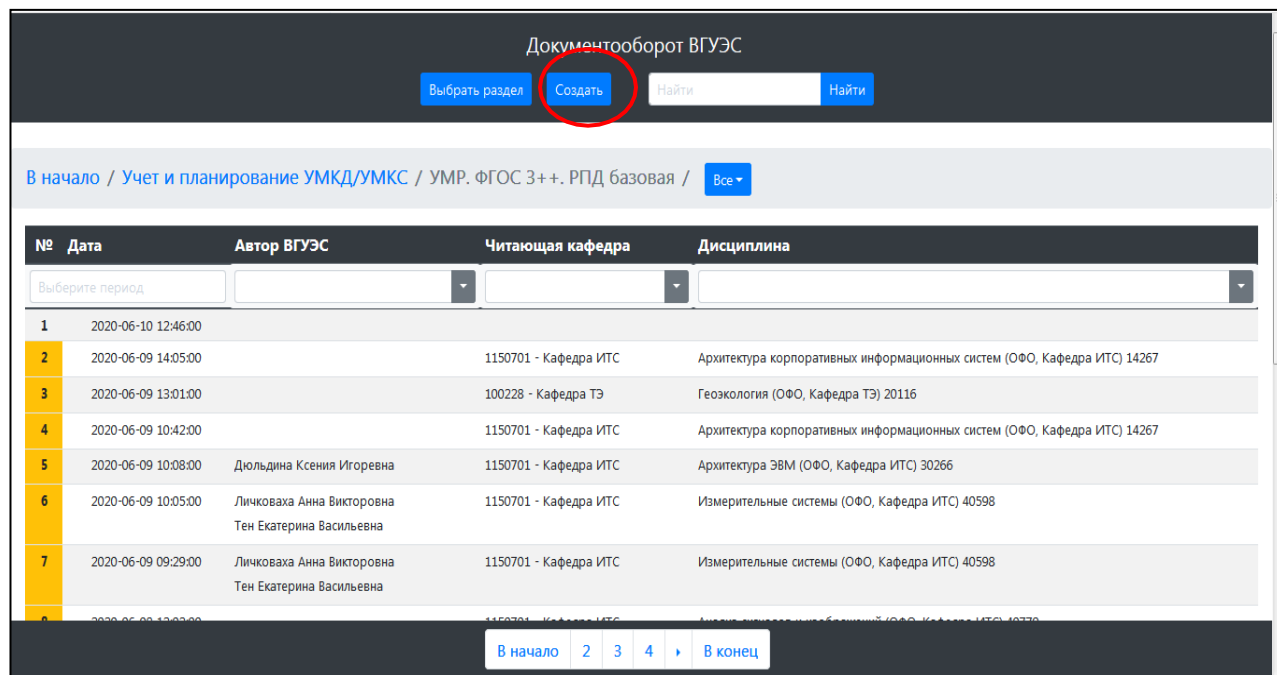 Документооборот ВГУЭС
Выбрать раздел Создать Найти Найти
В начало / Учет и планирование УМКД/УМКС / УМР. ФГОС 3++. РПД базовая / Все
№ Дата Автор ВГУЭС Читающая кафедра Дисциплина
Выберите период
1 2020-06-10 12:46:00
2 2020-06-09 14:05:00 1150701 - Кафедра ИТС Архитектура корпоративных информационных систем (ОФО, Кафедра ИТС) 14267
3 2020-06-09 13:01:00 100228 - Кафедра ТЭ Геоэкология (ОФО, Кафедра ТЭ) 20116
4 2020-06-09 10:42:00 1150701 - Кафедра ИТС Архитектура корпоративных информационных систем (ОФО, Кафедра ИТС) 14267
5 2020-06-09 10:08:00 Дюльдина Ксения Игоревна 1150701 - Кафедра ИТС Архитектура ЭВМ (ОФО, Кафедра ИТС) 30266
6 2020-06-09 10:05:00 Личковаха Анна Викторовна 1150701 - Кафедра ИТС Измерительные системы (ОФО, Кафедра ИТС) 40598
Тен Екатерина Васильевна
7 2020-06-09 09:29:00 Личковаха Анна Викторовна 1150701 - Кафедра ИТС Измерительные системы (ОФО, Кафедра ИТС) 40598
Тен Екатерина Васильевна
В начало 2 3 4 В конец